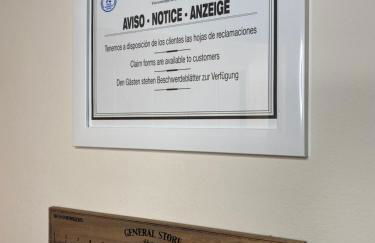 AVISO - NOTICE - ANZEIGE
Tenemos a disposición de los clientes las hojas de reclamaciones
Claim forms are available to customers
Den Gästen stehen Beschwerdeblätter zur Verfügung
GENERAL STORE